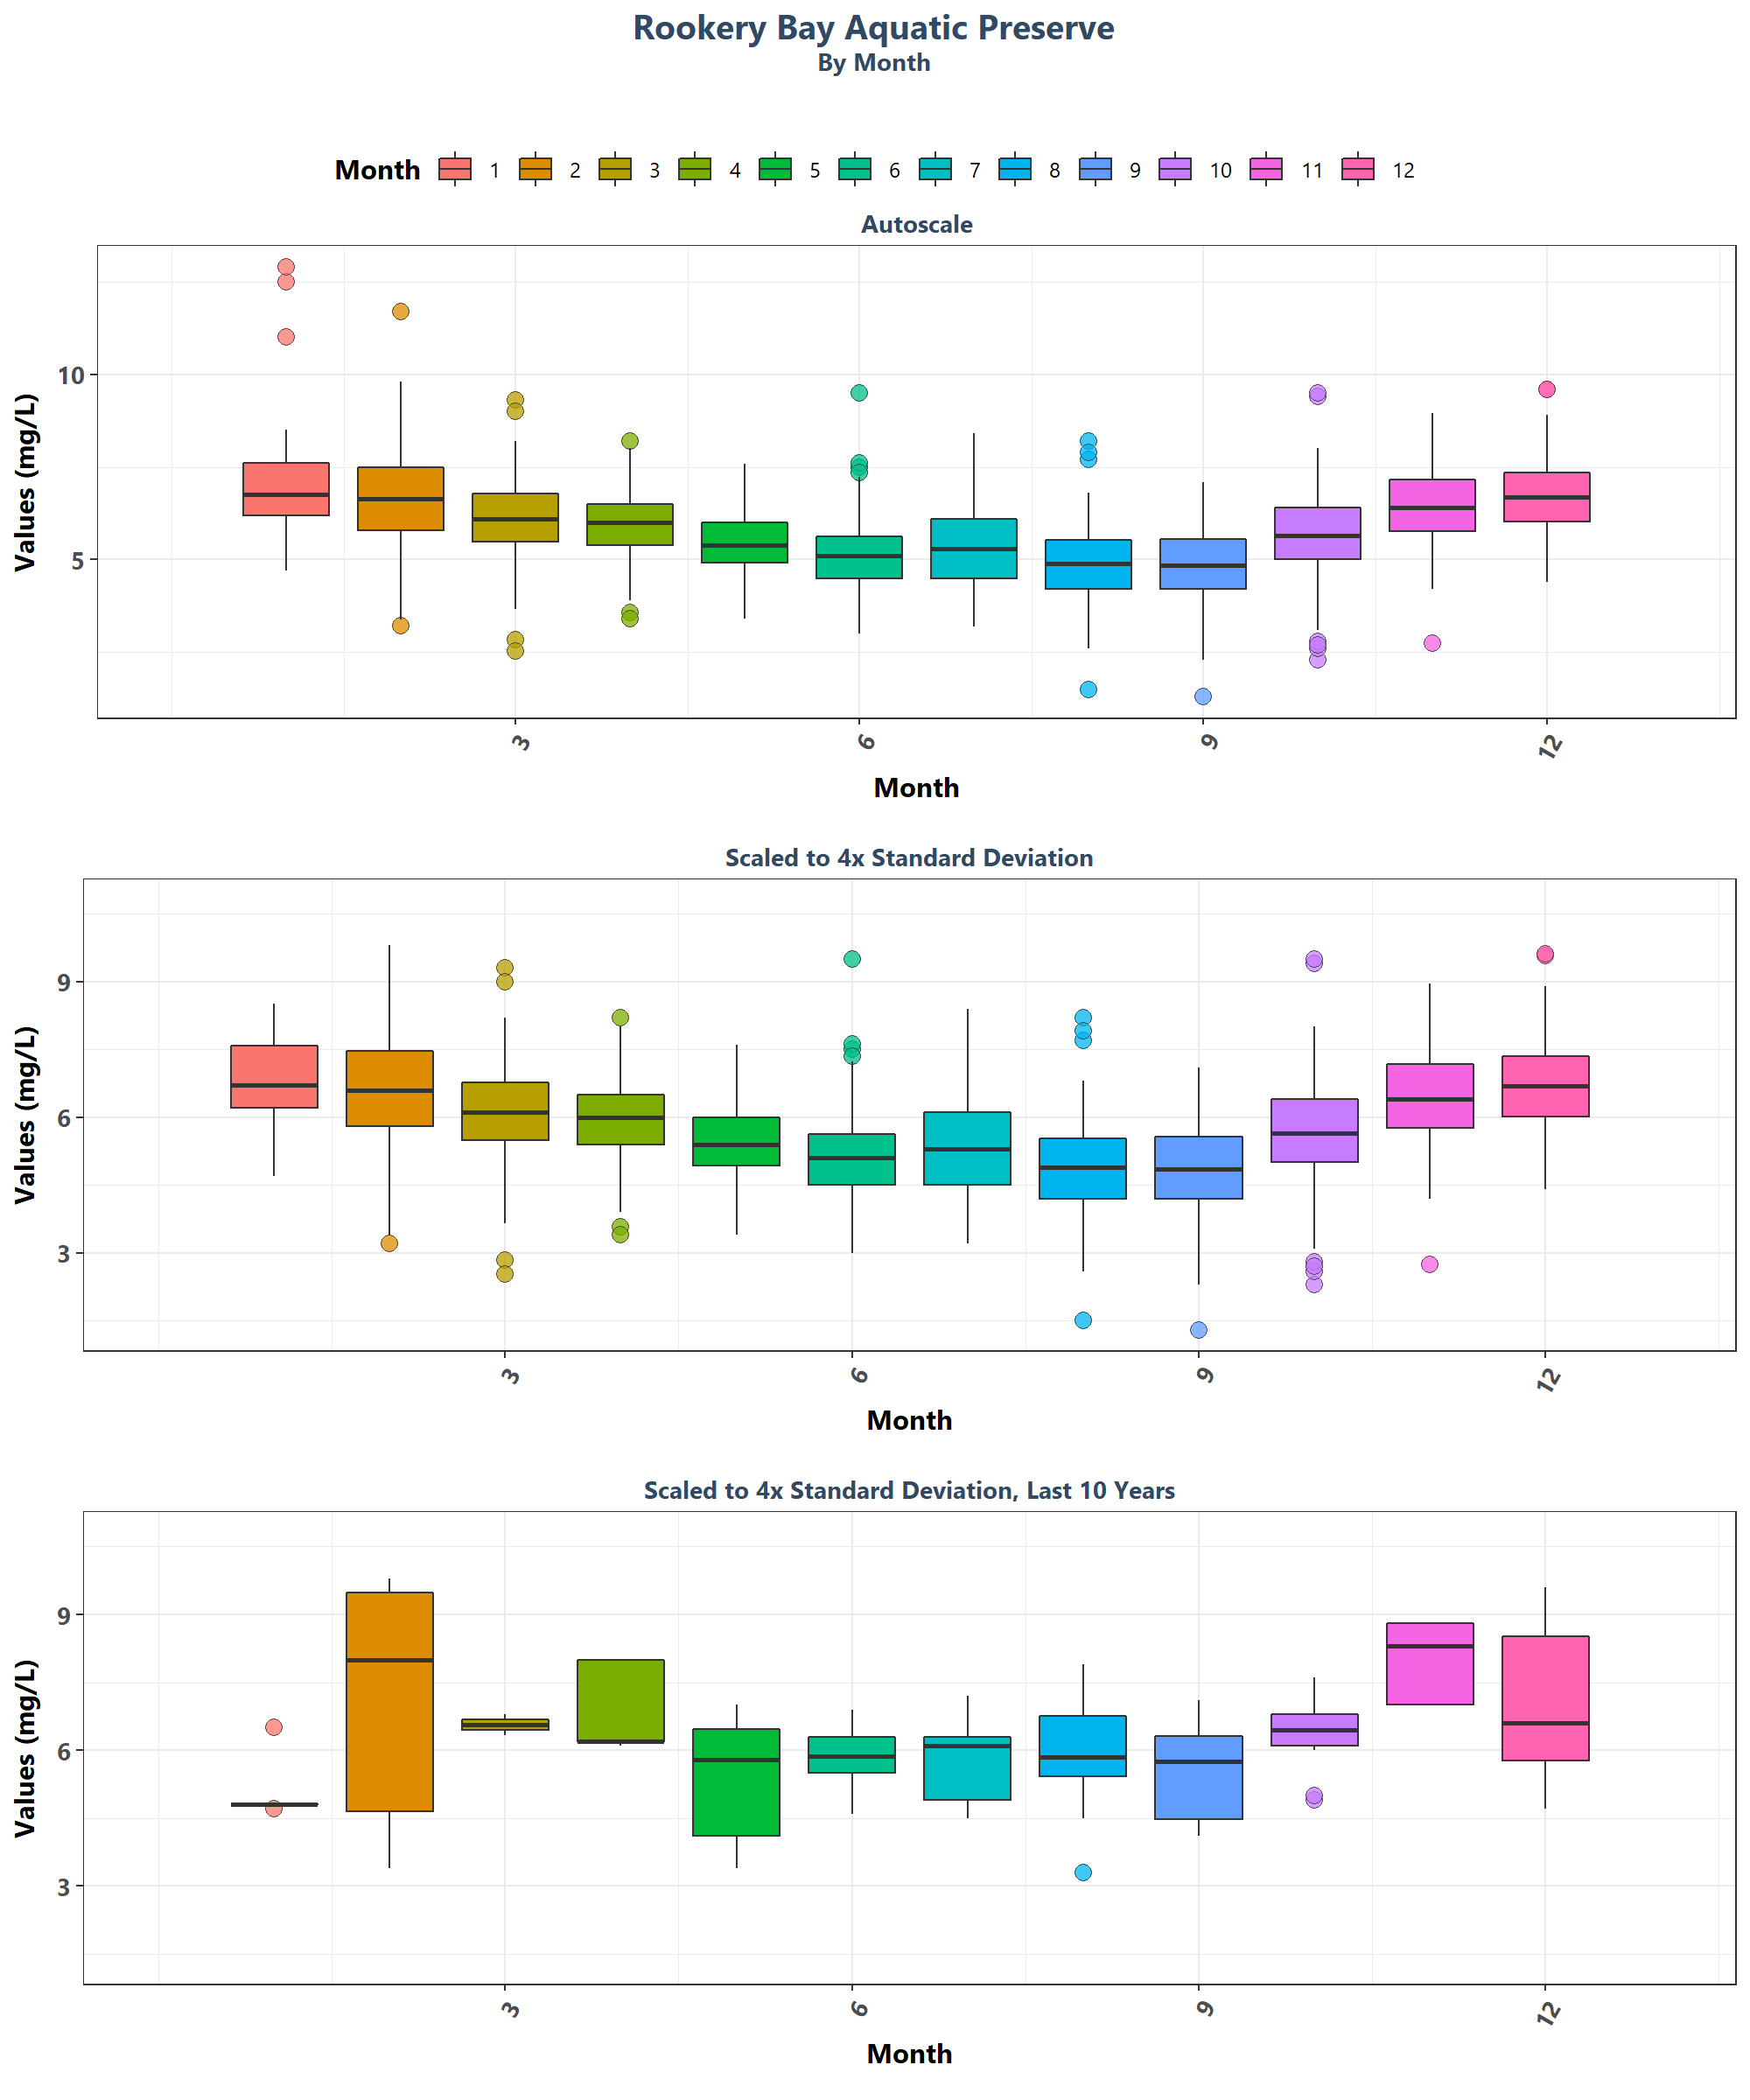 Rookery Bay Aquatic Preserve
By Month
Month 1 2 3 4 5 6 7 8 9 10 11 12
Autoscale
Values (mg/L)
10
5
3 6 9 12
Month
Scaled to 4x Standard Deviation
Values (mg/L)
9
6
3
3 6 9 12
Month
Scaled to 4x Standard Deviation, Last 10 Years
Values (mg/L)
9
6
3
3 6 9 12
Month